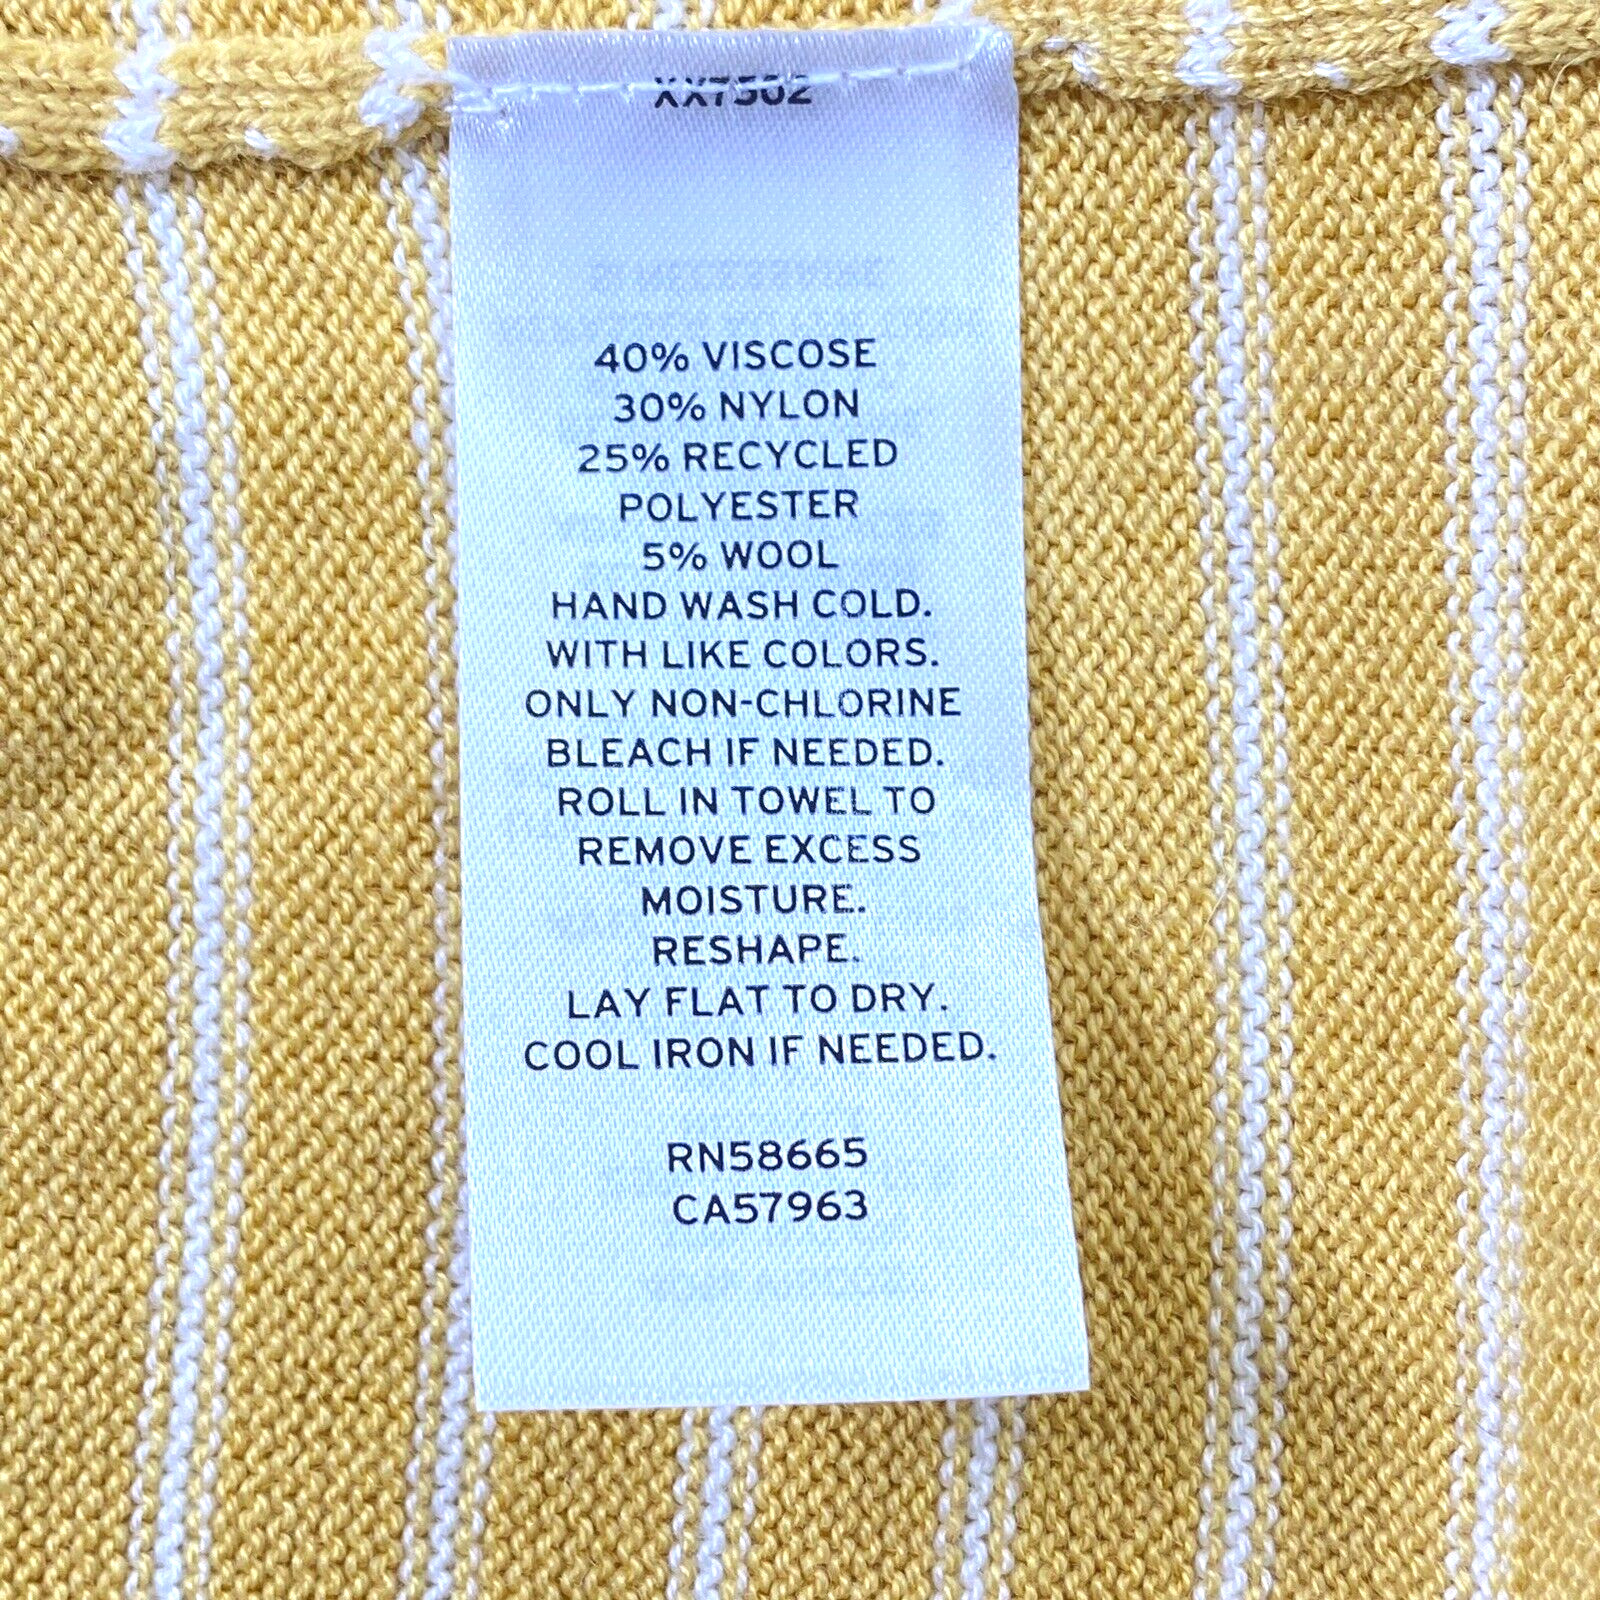 XX7502
40% VISCOSE
30% NYLON
25% RECYCLED
POLYESTER
5% WOOL
HAND WASH COLD.
WITH LIKE COLORS.
ONLY NON-CHLORINE
BLEACH IF NEEDED.
ROLL IN TOWEL TO
REMOVE EXCESS
MOISTURE.
RESHAPE.
LAY FLAT TO DRY.
COOL IRON IF NEEDED.
RN58665
CA57963